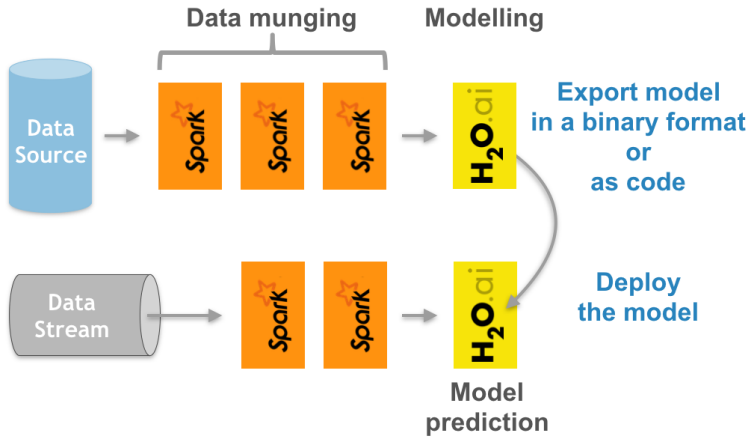 Data munging
Modelling
Data
Source
Spark
Spark
Spark
H2O.ai
Export model
in a binary format
or
as code
Data
Stream
Spark
Spark
H2O.ai
Deploy
the model
Model
prediction